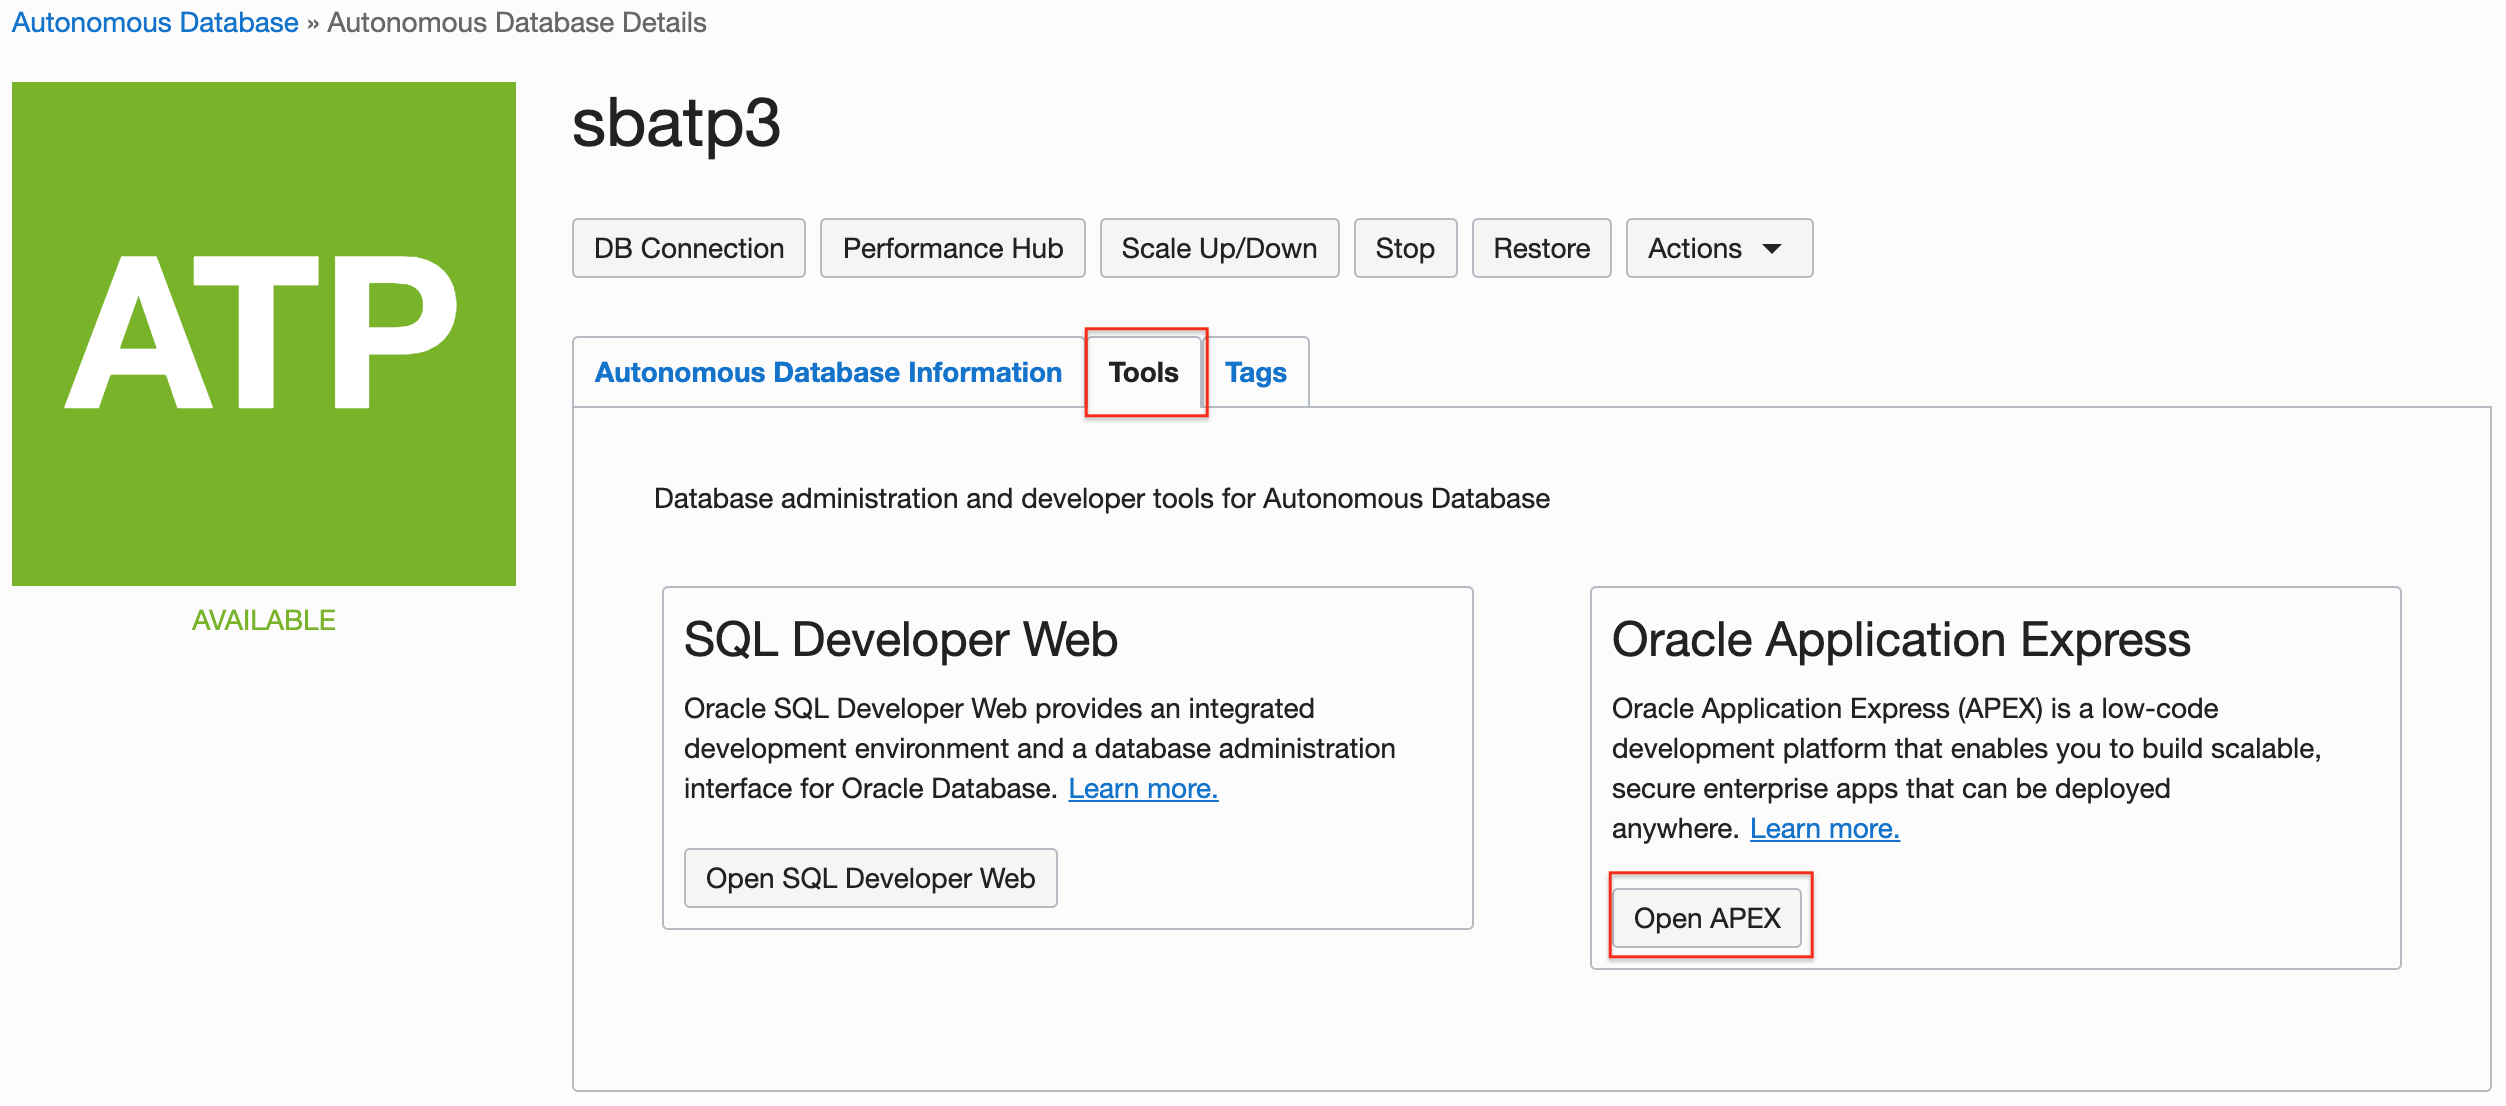 Autonomous Database » Autonomous Database Details
ATP
AVAILABLE
sbatp3
DB Connection
Performance Hub
Scale Up/Down
Stop
Restore
Actions
Autonomous Database Information
Tools
Tags
Database administration and developer tools for Autonomous Database
SQL Developer Web
Oracle SQL Developer Web provides an integrated
development environment and a database administration
interface for Oracle Database. Learn more.
Open SQL Developer Web
Oracle Application Express
Oracle Application Express (APEX) is a low-code
development platform that enables you to build scalable,
secure enterprise apps that can be deployed
anywhere. Learn more.
Open APEX